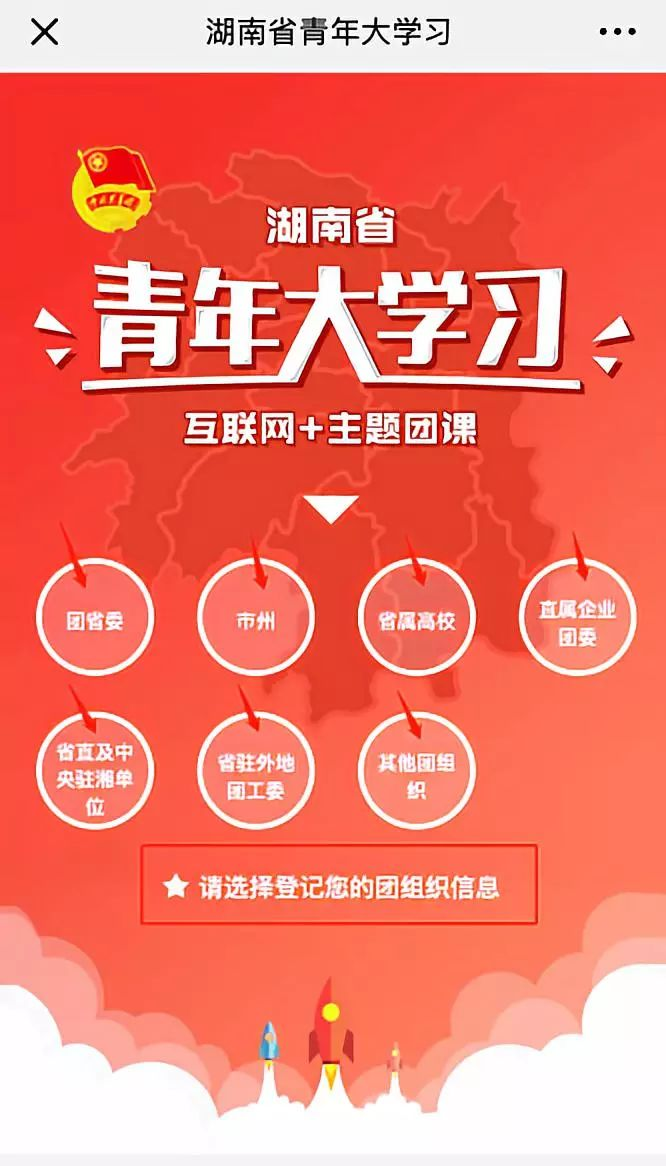 湖南省青年大学习
湖南省
青年大学习
互联网+主题团课
团省委
市州
省属高校
直属企业
团委
省直及中
央驻湘单
位
省驻外地
团工委
其他团组
织
请选择登记您的团组织信息